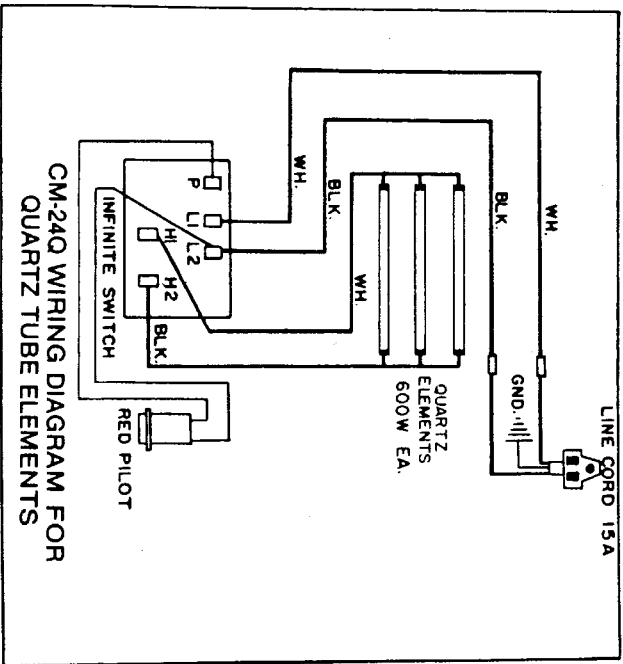 LINE CORD 15A
WH.
BLK.
GND.
QUARTZ
ELEMENTS
600W EA.
WH.
BLK.
WH.
BLK.
P
L1
L2
H1
H2
INFINITE SWITCH
RED PILOT
CM-24Q WIRING DIAGRAM FOR
QUARTZ TUBE ELEMENTS